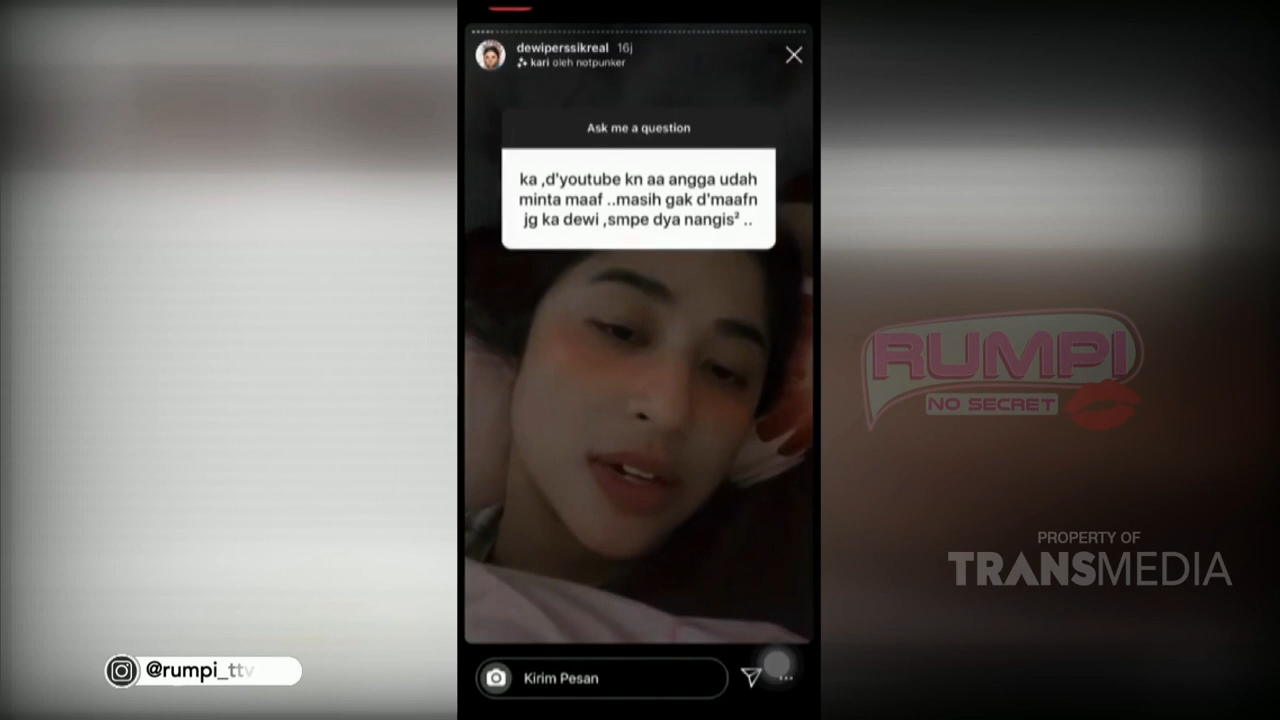 dewiperssikreal 16j
kari oleh notpunker
Ask me a question
ka ,d'youtube kn aa angga udah
minta maaf ..masih gak d'maafn
jg ka dewi ,smpe dya nangis² ..
RUMPI
NO SECRET
PROPERTY OF
TRANSMEDIA
@rumpi_ttv
Kirim Pesan